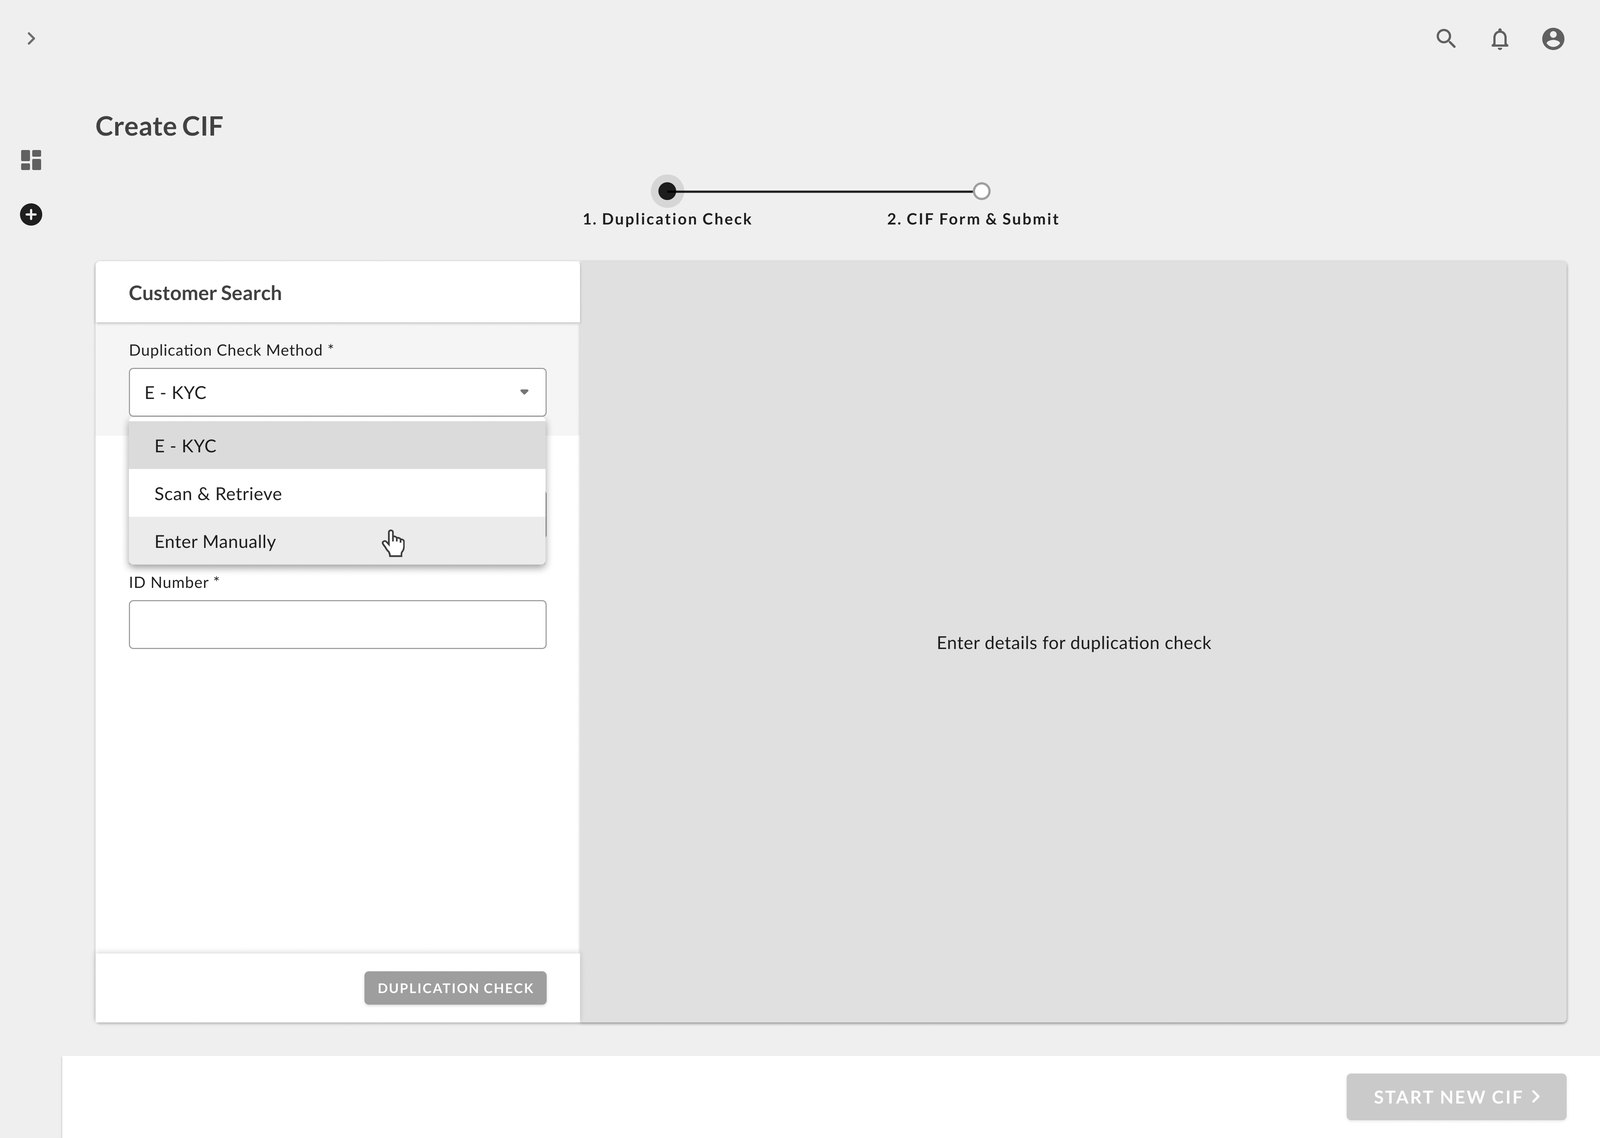 Create CIF
1. Duplication Check
2. CIF Form & Submit
Customer Search
Duplication Check Method *
E - KYC
E - KYC
Scan & Retrieve
Enter Manually
ID Number *
Enter details for duplication check
DUPLICATION CHECK
START NEW CIF